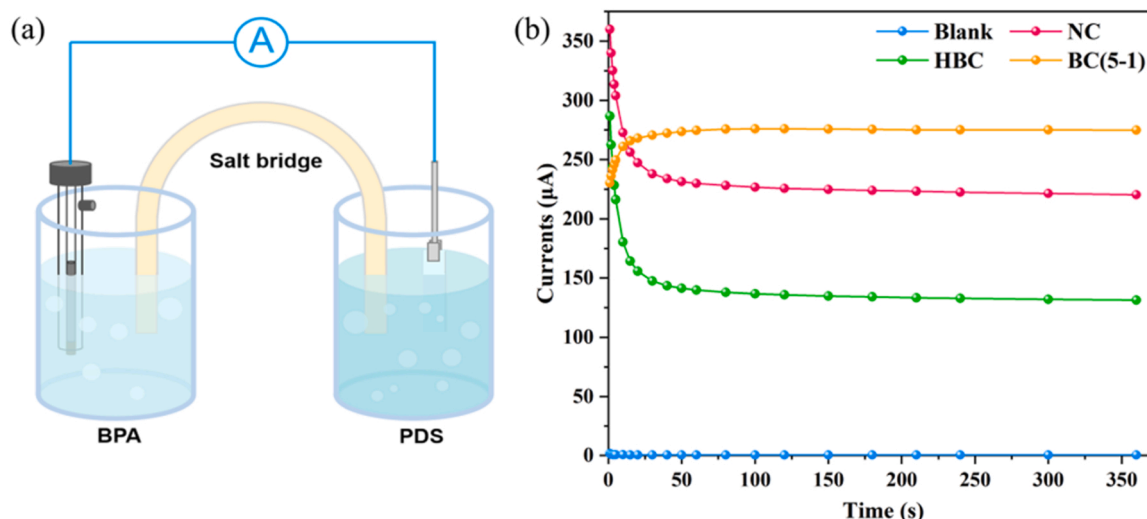 (a)
A
Salt bridge
BPA
PDS
(b)
Blank
NC
HBC
BC(5-1)
Currents (μA)
350
300
250
200
150
100
50
0
0 50 100 150 200 250 300 350
Time (s)